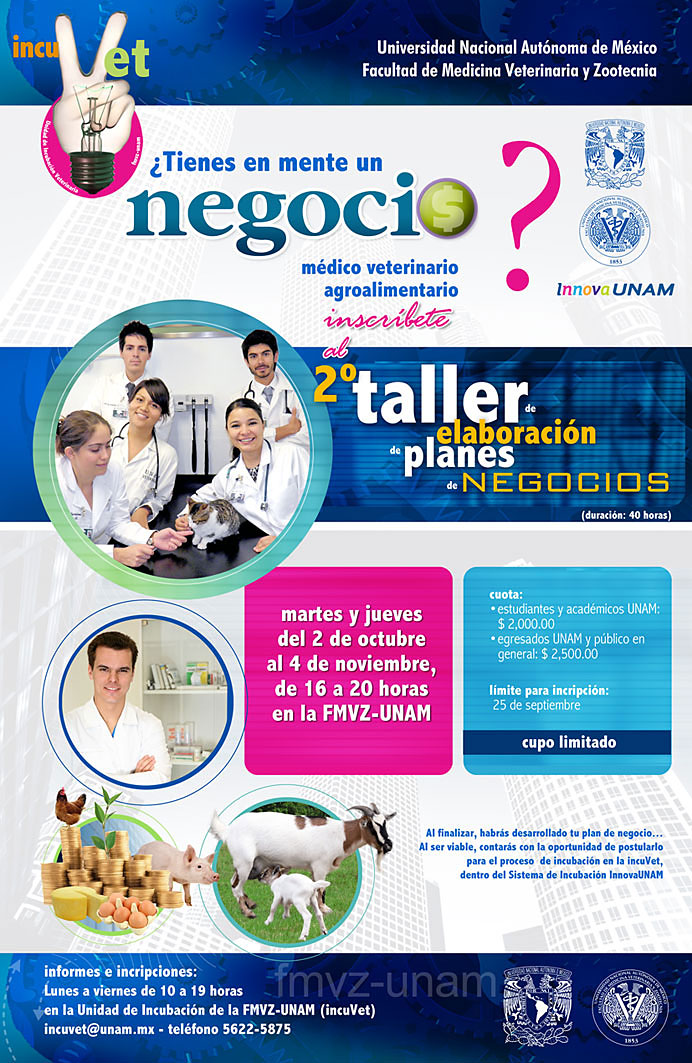 incuVet
Unidad de Incubación Veterinaria
fmvz-unam
Universidad Nacional Autónoma de México
Facultad de Medicina Veterinaria y Zootecnia
¿Tienes en mente un
negocio
?
médico veterinario
agroalimentario
inscríbete
al
InnovaUNAM
2º taller de
elaboración
de planes
de NEGOCIOS
(duración: 40 horas)
martes y jueves
del 2 de octubre
al 4 de noviembre,
de 16 a 20 horas
en la FMVZ-UNAM
cuota:
• estudiantes y académicos UNAM:
$ 2,000.00
• egresados UNAM y público en
general: $ 2,500.00
límite para incripción:
25 de septiembre
cupo limitado
Al finalizar, habrás desarrollado tu plan de negocio...
Al ser viable, contarás con la oportunidad de postularlo
para el proceso de incubación en la incuVet,
dentro del Sistema de Incubación InnovaUNAM
informes e incripciones:
Lunes a viernes de 10 a 19 horas
en la Unidad de Incubación de la FMVZ-UNAM (incuVet)
incuvet@unam.mx - teléfono 5622-5875
fmvz-unam